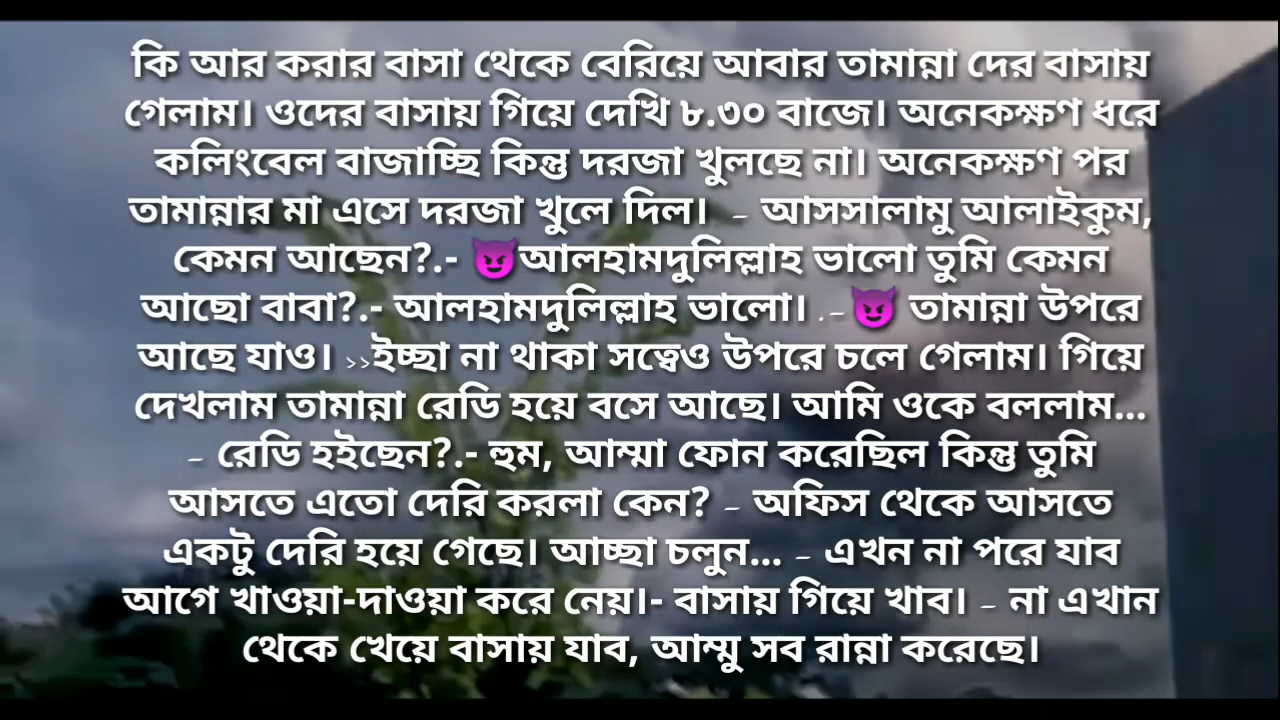 কি আর করার বাসা থেকে বেরিয়ে আবার তামান্না দের বাসায়
গেলাম। ওদের বাসায় গিয়ে দেখি ৮.৩০ বাজে। অনেকক্ষণ ধরে
কলিংবেল বাজাচ্ছি কিন্তু দরজা খুলছে না। অনেকক্ষণ পর
তামান্নার মা এসে দরজা খুলে দিল। - আসসালামু আলাইকুম,
কেমন আছেন?.- 😈আলহামদুলিল্লাহ ভালো তুমি কেমন
আছো বাবা?.- আলহামদুলিল্লাহ ভালো। .-😈 তামান্না উপরে
আছে যাও। >>ইচ্ছা না থাকা সত্বেও উপরে চলে গেলাম। গিয়ে
দেখলাম তামান্না রেডি হয়ে বসে আছে। আমি ওকে বললাম...
- রেডি হইছেন?.- হুম, আম্মা ফোন করেছিল কিন্তু তুমি
আসতে এতো দেরি করলা কেন? - অফিস থেকে আসতে
একটু দেরি হয়ে গেছে। আচ্ছা চলুন... - এখন না পরে যাব
আগে খাওয়া-দাওয়া করে নেয়।- বাসায় গিয়ে খাব। - না এখান
থেকে খেয়ে বাসায় যাব, আম্মু সব রান্না করেছে।